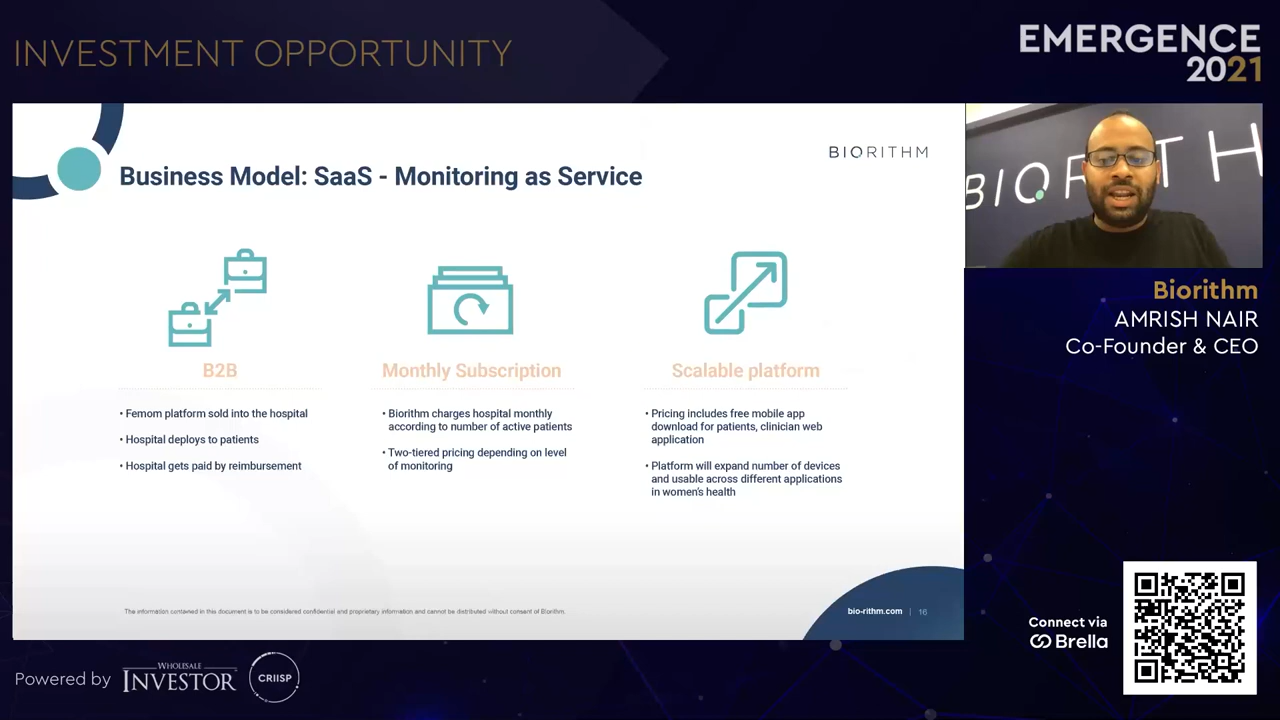 INVESTMENT OPPORTUNITY
EMERGENCE
2021
BIORITHM
Business Model: SaaS - Monitoring as Service
B2B
• Femom platform sold into the hospital
• Hospital deploys to patients
• Hospital gets paid by reimbursement
Monthly Subscription
• Biorithm charges hospital monthly
according to number of active patients
• Two-tiered pricing depending on level
of monitoring
Scalable platform
• Pricing includes free mobile app
download for patients, clinician web
application
• Platform will expand number of devices
and usable across different applications
in women's health
The information contained in this document is to be considered confidential and proprietary information and cannot be distributed without consent of Biorithm.
bio-rithm.com | 16
BIORITH
Biorithm
AMRISH NAIR
Co-Founder & CEO
Connect via
Brella
Powered by
WHOLESALE
INVESTOR
CRIISP